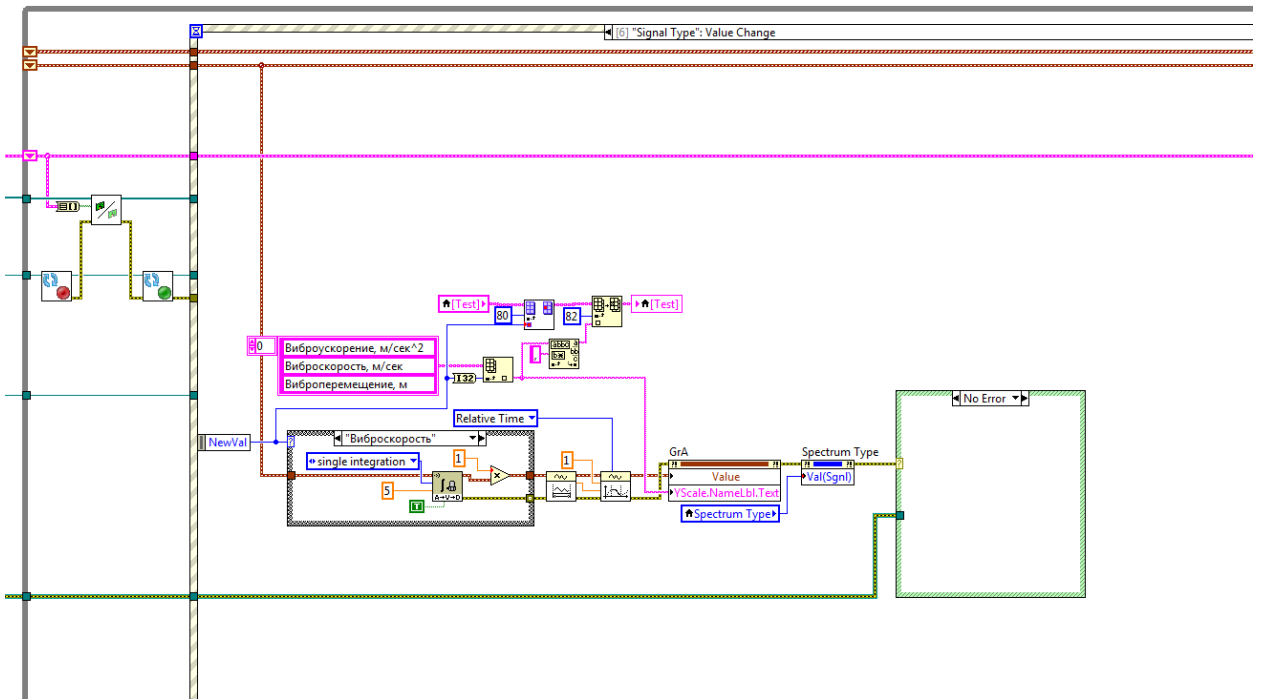 [6] "Signal Type": Value Change
[Test]
80
82
[Test]
0
Виброускорение, м/сек^2
Виброскорость, м/сек
Виброперемещение, м
I32
Relative Time
No Error
NewVal
"Виброскорость"
single integration
1
1
5
A→V→D
T
GrA
Value
YScale.NameLbl.Text
Spectrum Type
Val(Sgnl)
Spectrum Type